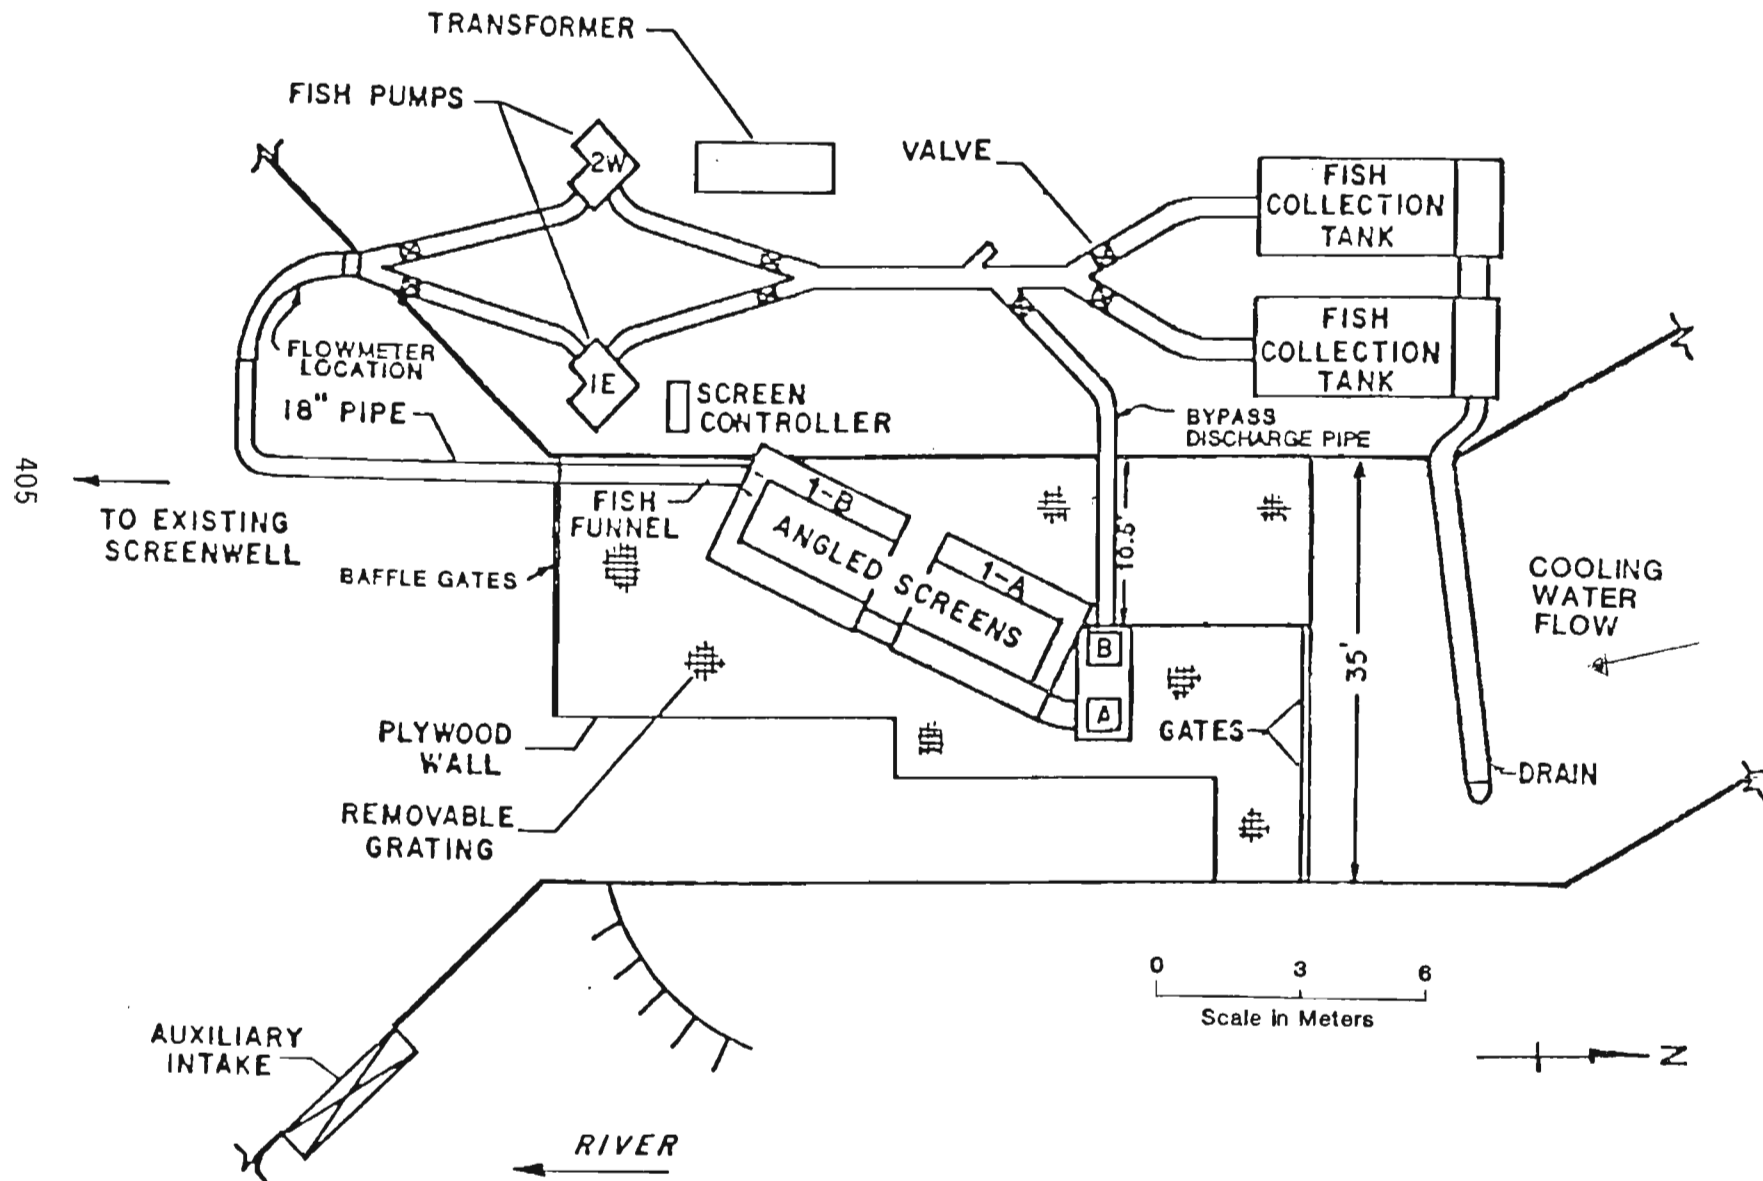 TRANSFORMER
FISH PUMPS
2W
VALVE
FISH
COLLECTION
TANK
FISH
COLLECTION
TANK
FLOWMETER
LOCATION
1E
18" PIPE
SCREEN
CONTROLLER
BYPASS
DISCHARGE PIPE
405
TO EXISTING
SCREENWELL
FISH
FUNNEL
1-B
ANGLED SCREENS
1-A
10.5'
BAFFLE GATES
COOLING
WATER
FLOW
B
A
35'
GATES
PLYWOOD
WALL
DRAIN
REMOVABLE
GRATING
0 3 6
Scale in Meters
AUXILIARY
INTAKE
N
RIVER